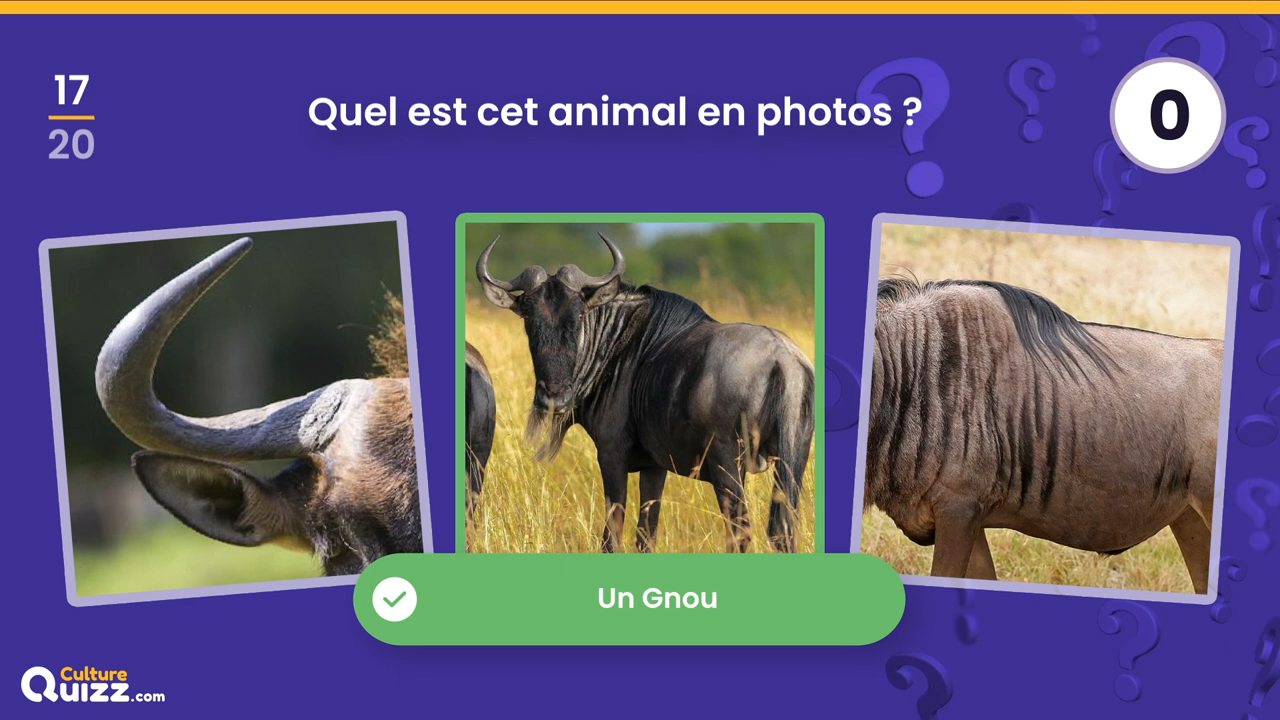 17
20
Quel est cet animal en photos ?
0
Un Gnou
Culture
Quizz.com